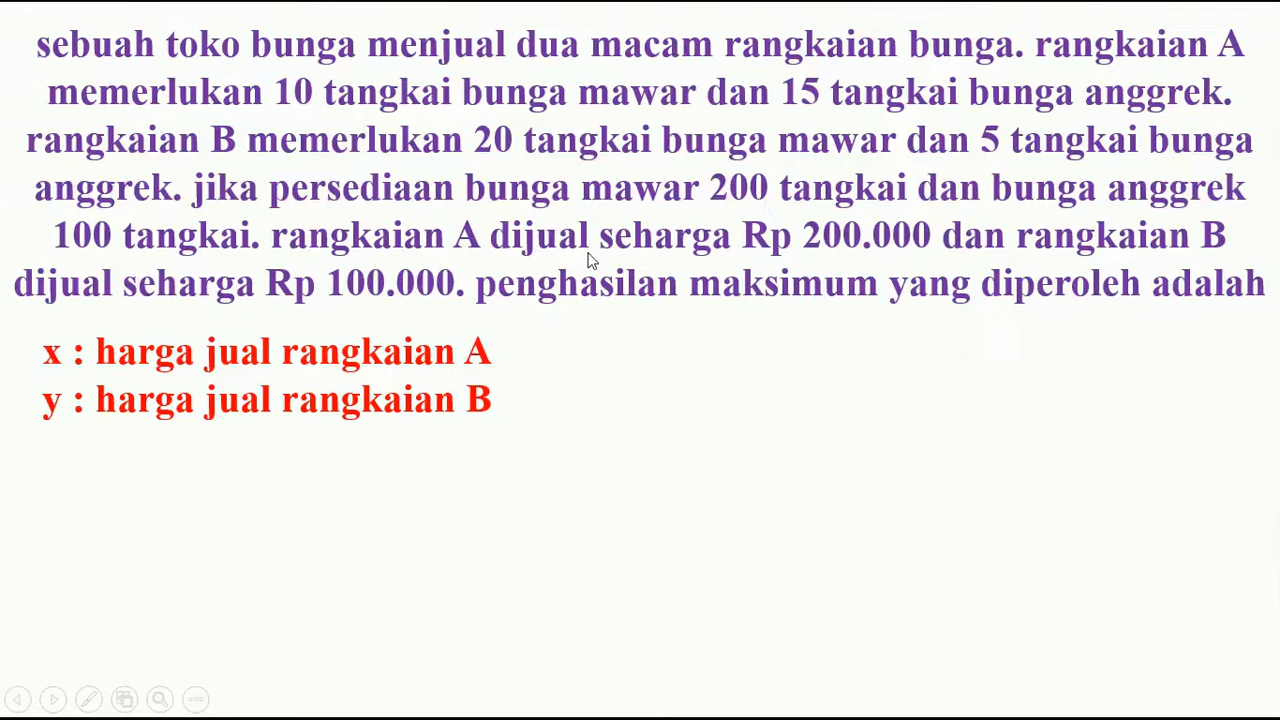 sebuah toko bunga menjual dua macam rangkaian bunga. rangkaian A
memerlukan 10 tangkai bunga mawar dan 15 tangkai bunga anggrek.
rangkaian B memerlukan 20 tangkai bunga mawar dan 5 tangkai bunga
anggrek. jika persediaan bunga mawar 200 tangkai dan bunga anggrek
100 tangkai. rangkaian A dijual seharga Rp 200.000 dan rangkaian B
dijual seharga Rp 100.000. penghasilan maksimum yang diperoleh adalah
x : harga jual rangkaian A
y : harga jual rangkaian B